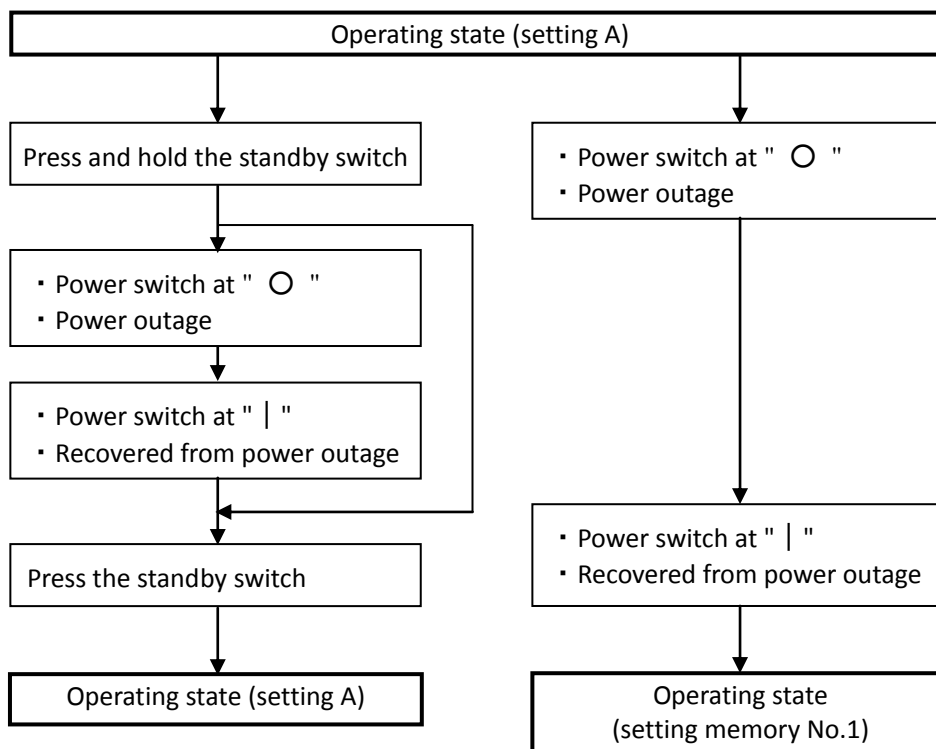 Operating state (setting A)
Press and hold the standby switch
・Power switch at " ○ "
・Power outage
・Power switch at "｜"
・Recovered from power outage
Press the standby switch
Operating state (setting A)
・Power switch at " ○ "
・Power outage
・Power switch at "｜"
・Recovered from power outage
Operating state
(setting memory No.1)